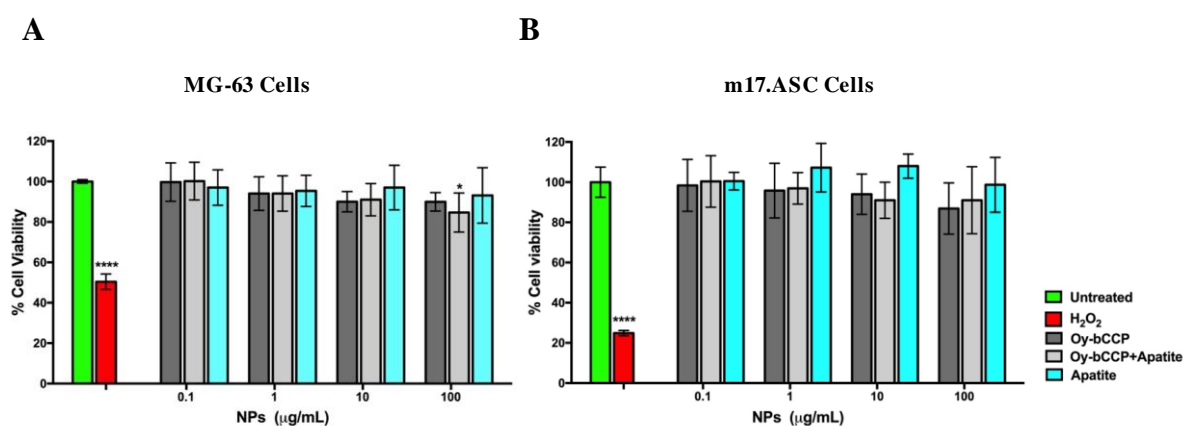 A
B
MG-63 Cells
m17.ASC Cells
120
100
80
60
40
20
0
% Cell Viability
****
*
0.1
1
10
100
NPs (μg/mL)
120
100
80
60
40
20
0
% Cell viability
****
0.1
1
10
100
NPs (μg/mL)
Untreated
H₂O₂
Oy-bCCP
Oy-bCCP+Apatite
Apatite